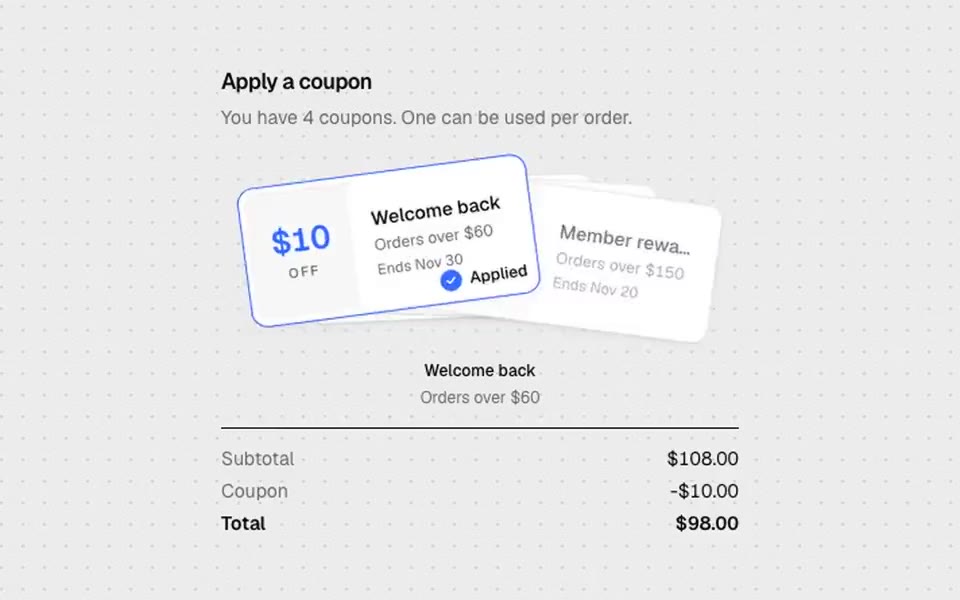 Apply a coupon
You have 4 coupons. One can be used per order.
$10
OFF
Welcome back
Orders over $60
Ends Nov 30
Applied
Member rewa...
Orders over $150
Ends Nov 20
Welcome back
Orders over $60
Subtotal $108.00
Coupon -$10.00
Total $98.00